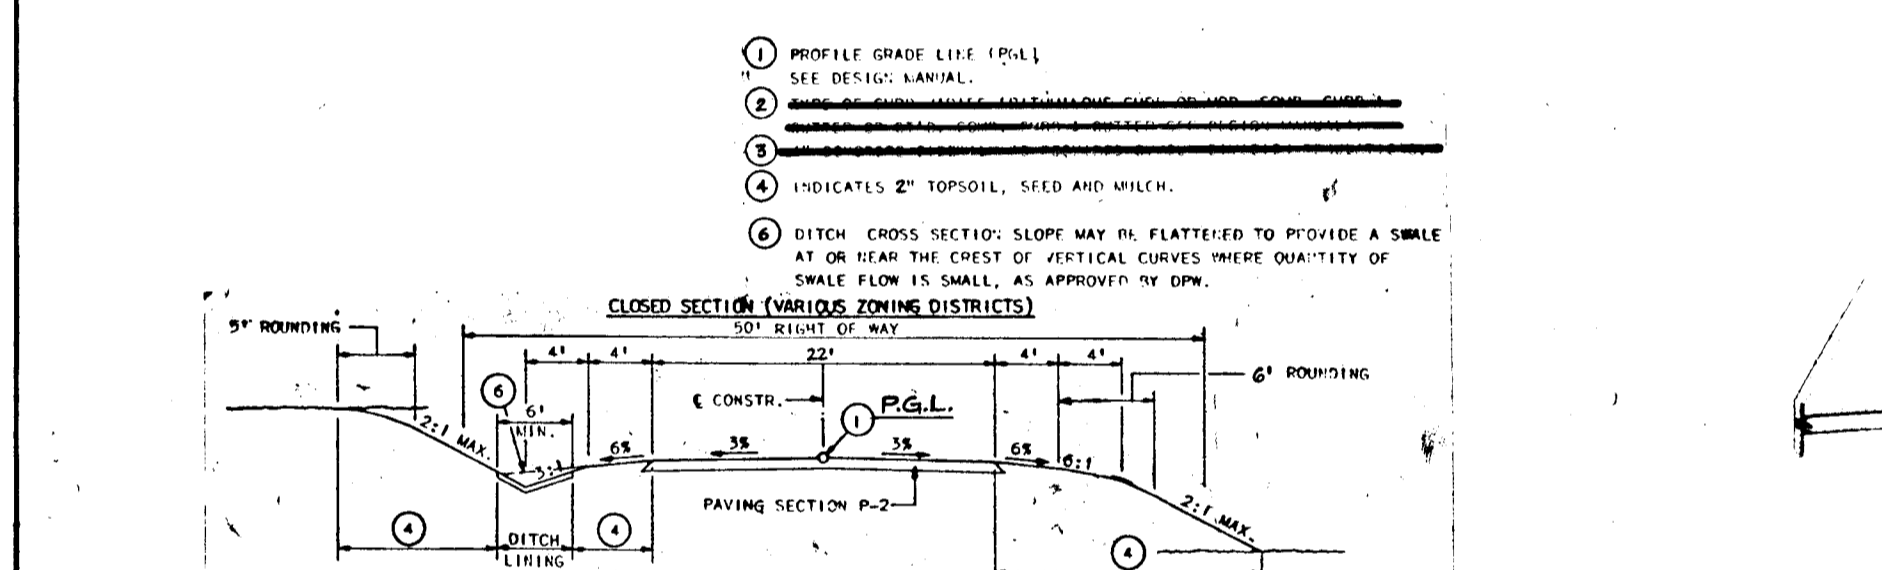 1 PROFILE GRADE LINE (PGL)
SEE DESIGN MANUAL.
2
3
4 INDICATES 2" TOPSOIL, SEED AND MULCH.
6 DITCH CROSS SECTION SLOPE MAY BE FLATTENED TO PROVIDE A SWALE
AT OR NEAR THE CREST OF VERTICAL CURVES WHERE QUANTITY OF
SWALE FLOW IS SMALL, AS APPROVED BY DPW.
CLOSED SECTION (VARIOUS ZONING DISTRICTS)
50' RIGHT OF WAY
5' ROUNDING
4' 4' 22' 4' 4'
6' ROUNDING
6
6'
MIN.
℄ CONSTR.
1 P.G.L.
2:1 MAX.
3:1
6% 3% 3% 6% 6:1
PAVING SECTION P-2
2:1 MAX.
4
DITCH
LINING
4
4